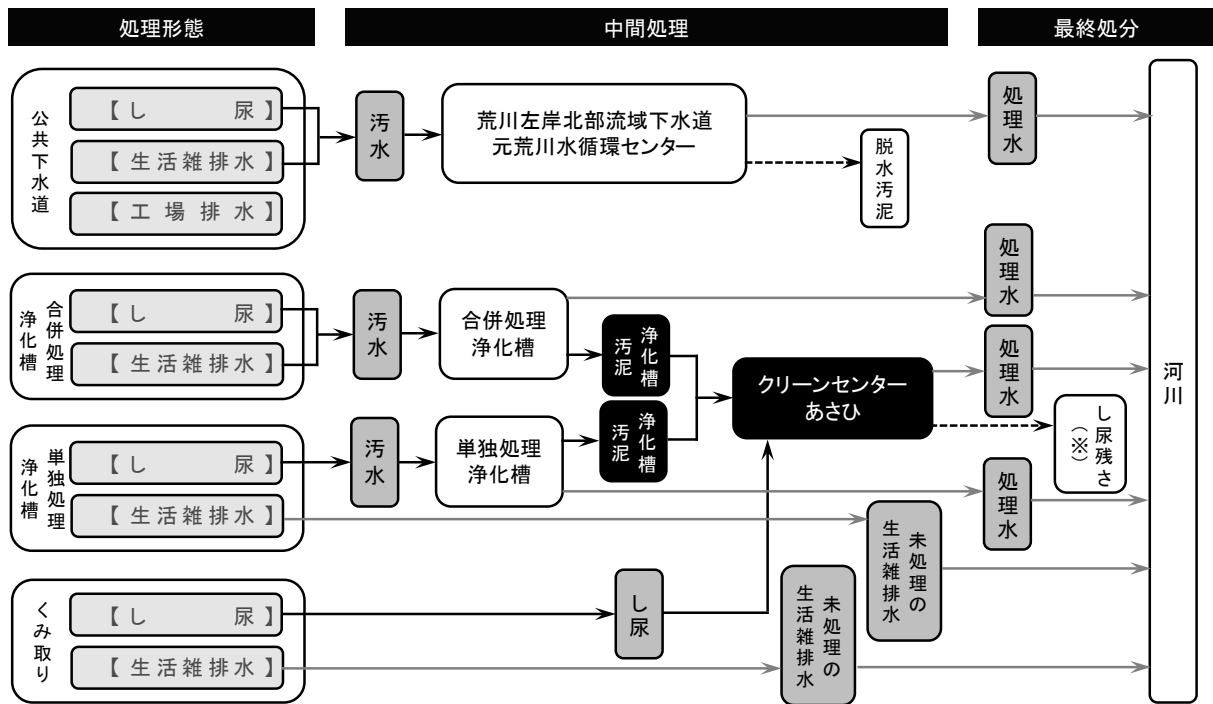 処理形態
中間処理
最終処分
公共下水道
【し尿】
【生活雑排水】
【工場排水】
汚水
荒川左岸北部流域下水道
元荒川水循環センター
脱水汚泥
処理水
合併処理
浄化槽
【し尿】
【生活雑排水】
汚水
合併処理
浄化槽
浄化槽
汚泥
処理水
単独処理
浄化槽
【し尿】
【生活雑排水】
汚水
単独処理
浄化槽
浄化槽
汚泥
クリーンセンター
あさひ
処理水
し尿残さ
（※）
処理水
未処理の
生活雑排水
くみ取り
【し尿】
【生活雑排水】
し尿
未処理の
生活雑排水
河川